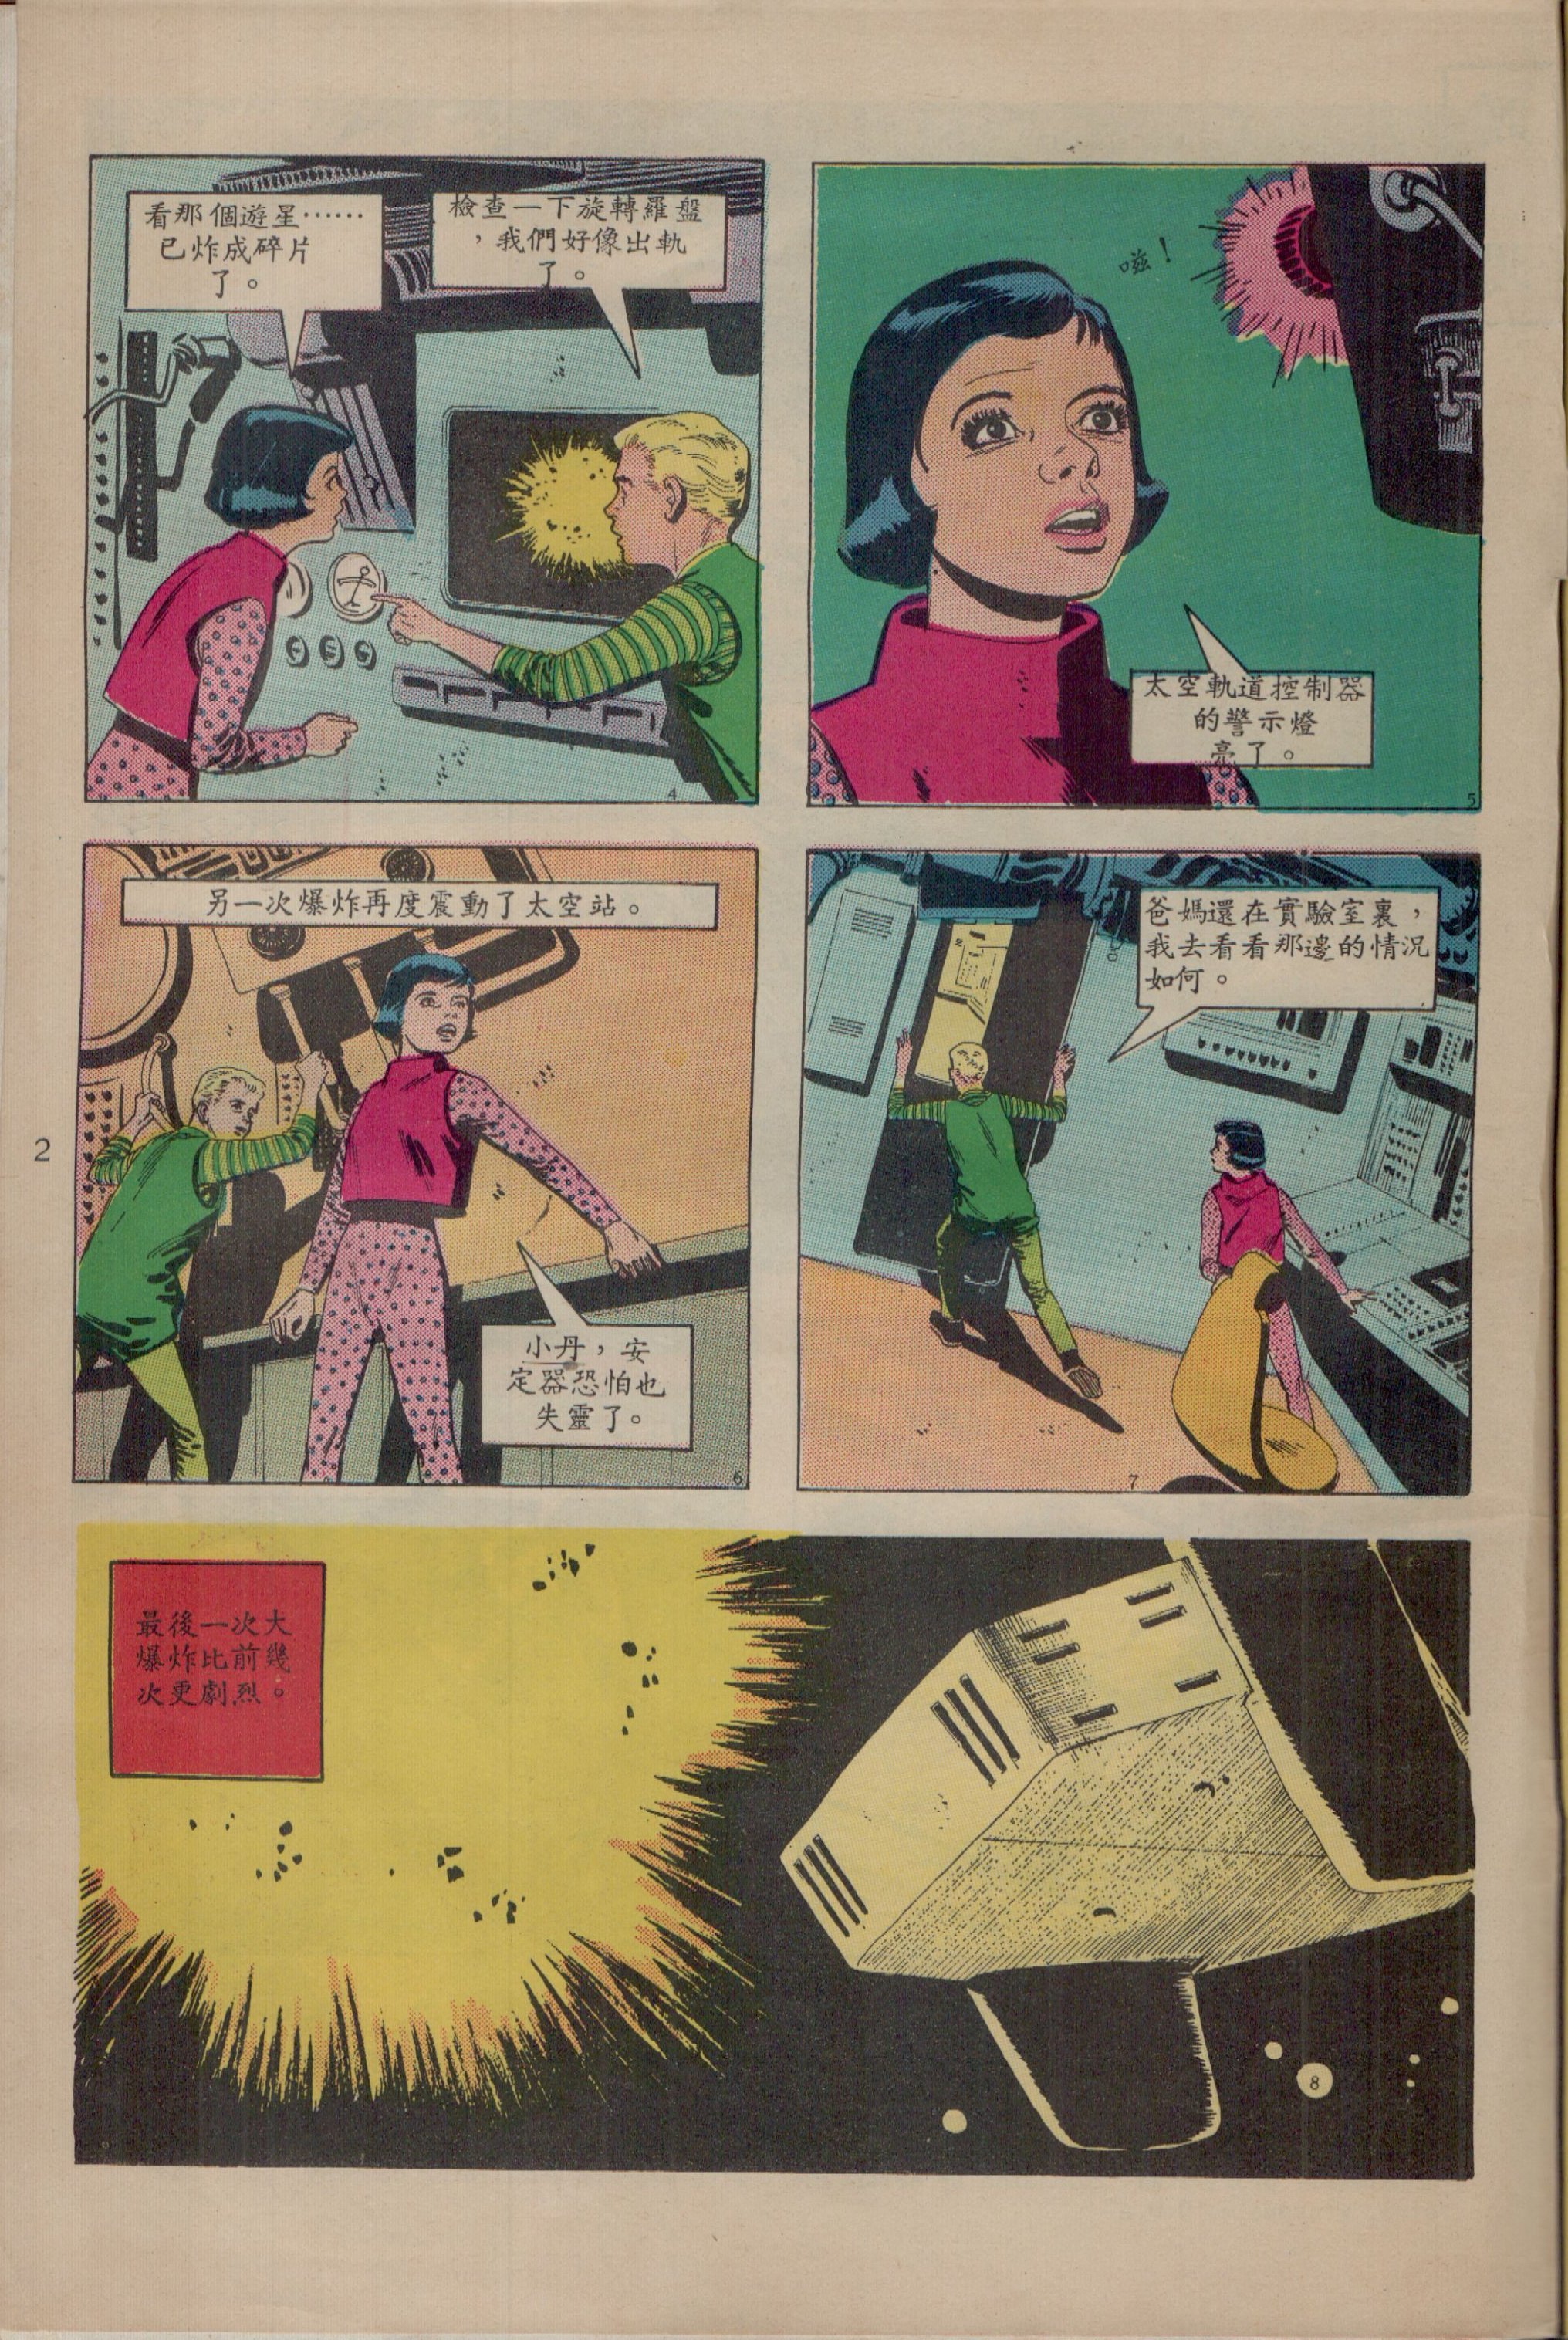 看那個遊星⋯⋯
已炸成碎片
了。
檢查一下旋轉羅盤
，我們好像出軌
了。
4
嗞！
太空軌道控制器
的警示燈
亮了。
5
另一次爆炸再度震動了太空站。
小丹，安
定器恐怕也
失靈了。
6
爸媽還在實驗室裏，
我去看看那邊的情況
如何。
7
2
最後一次大
爆炸比前幾
次更劇烈。
8